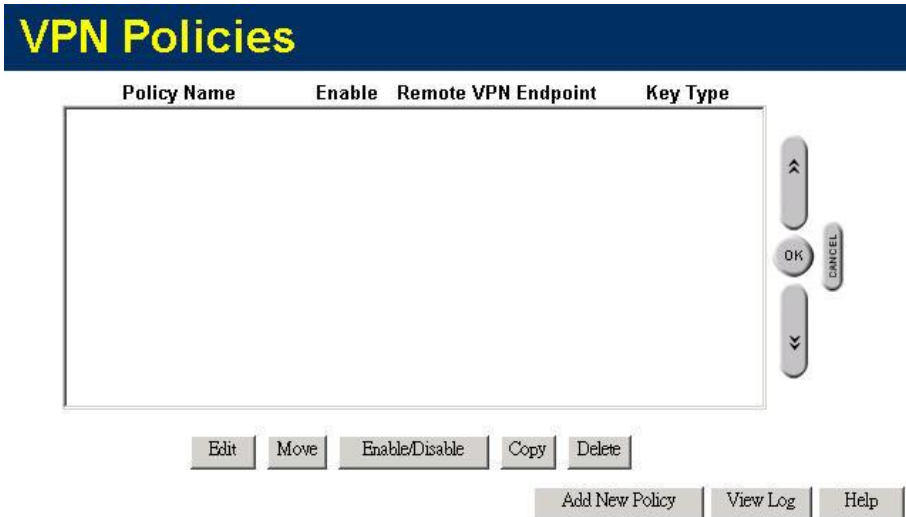 VPN Policies
Policy Name Enable Remote VPN Endpoint Key Type
OK
CANCEL
Edit Move Enable/Disable Copy Delete
Add New Policy View Log Help